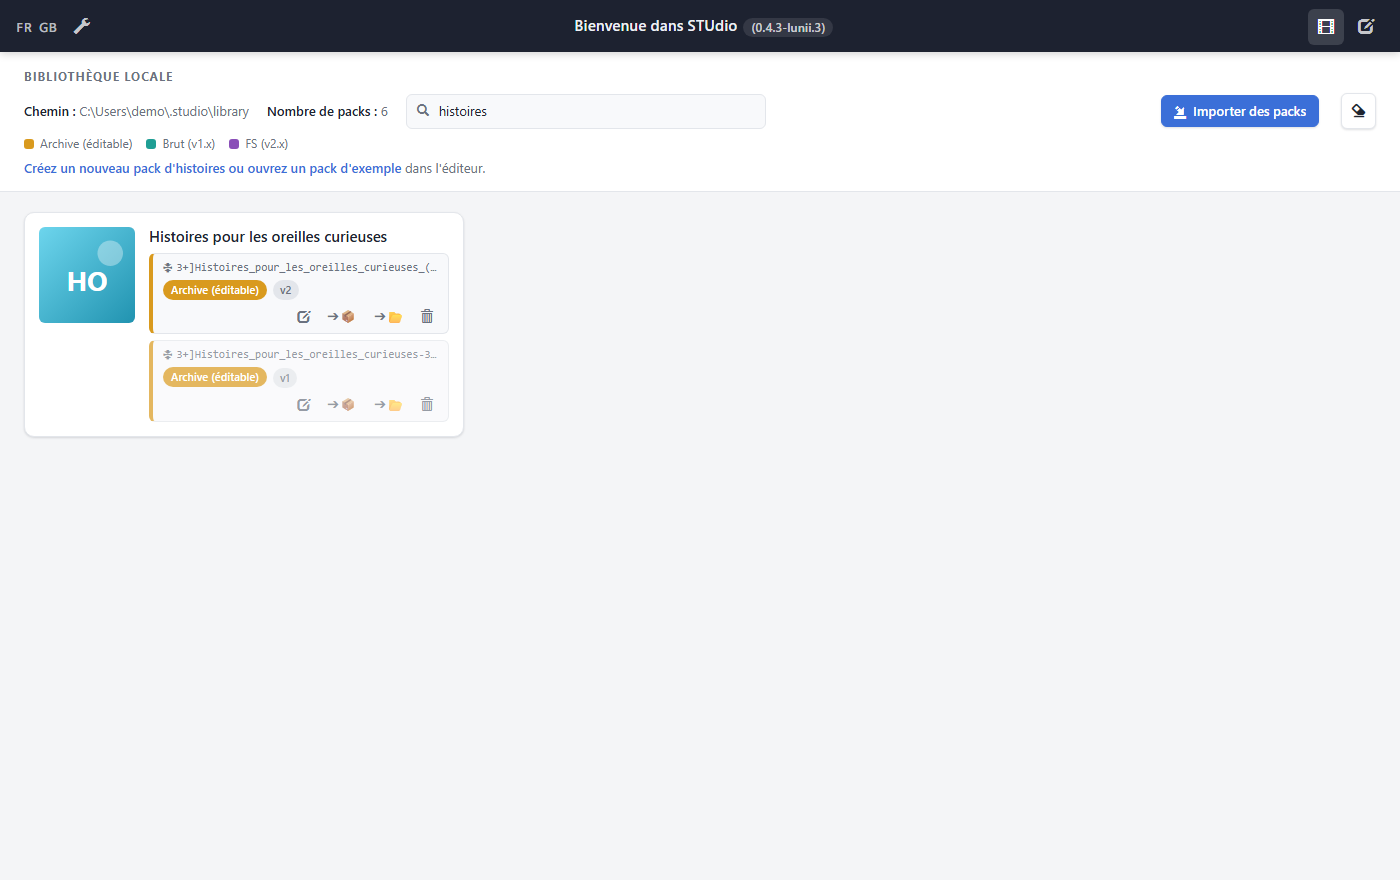 FR GB
Bienvenue dans STUdio (0.4.3-lunii.3)
BIBLIOTHÈQUE LOCALE
Chemin : C:\Users\demo\.studio\library Nombre de packs : 6
histoires
Importer des packs
Archive (éditable) Brut (v1.x) FS (v2.x)
Créez un nouveau pack d'histoires ou ouvrez un pack d'exemple dans l'éditeur.
HO
Histoires pour les oreilles curieuses
3+]Histoires_pour_les_oreilles_curieuses_(…
Archive (éditable) v2
3+]Histoires_pour_les_oreilles_curieuses-3…
Archive (éditable) v1